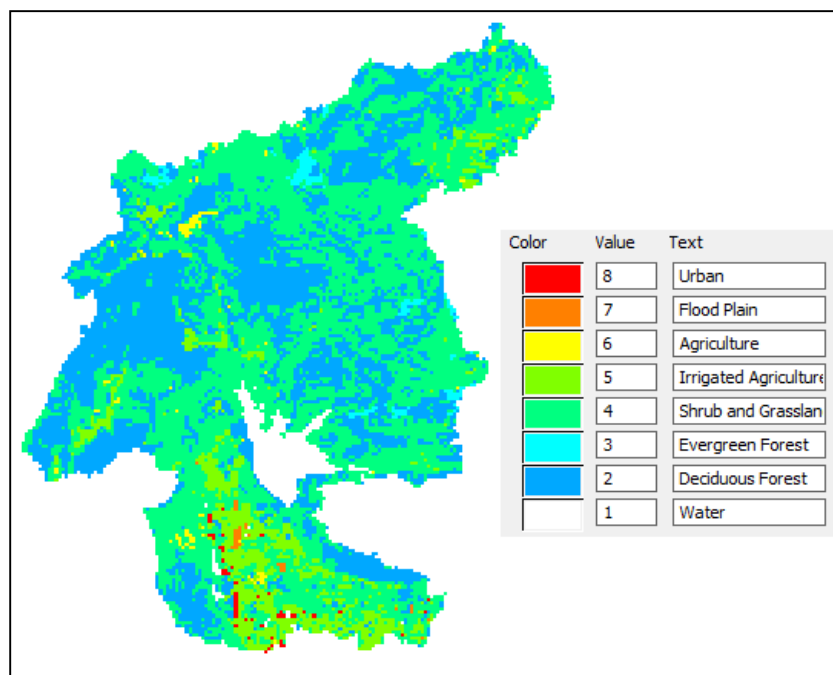 Color Value Text
8 Urban
7 Flood Plain
6 Agriculture
5 Irrigated Agriculture
4 Shrub and Grasslan
3 Evergreen Forest
2 Deciduous Forest
1 Water